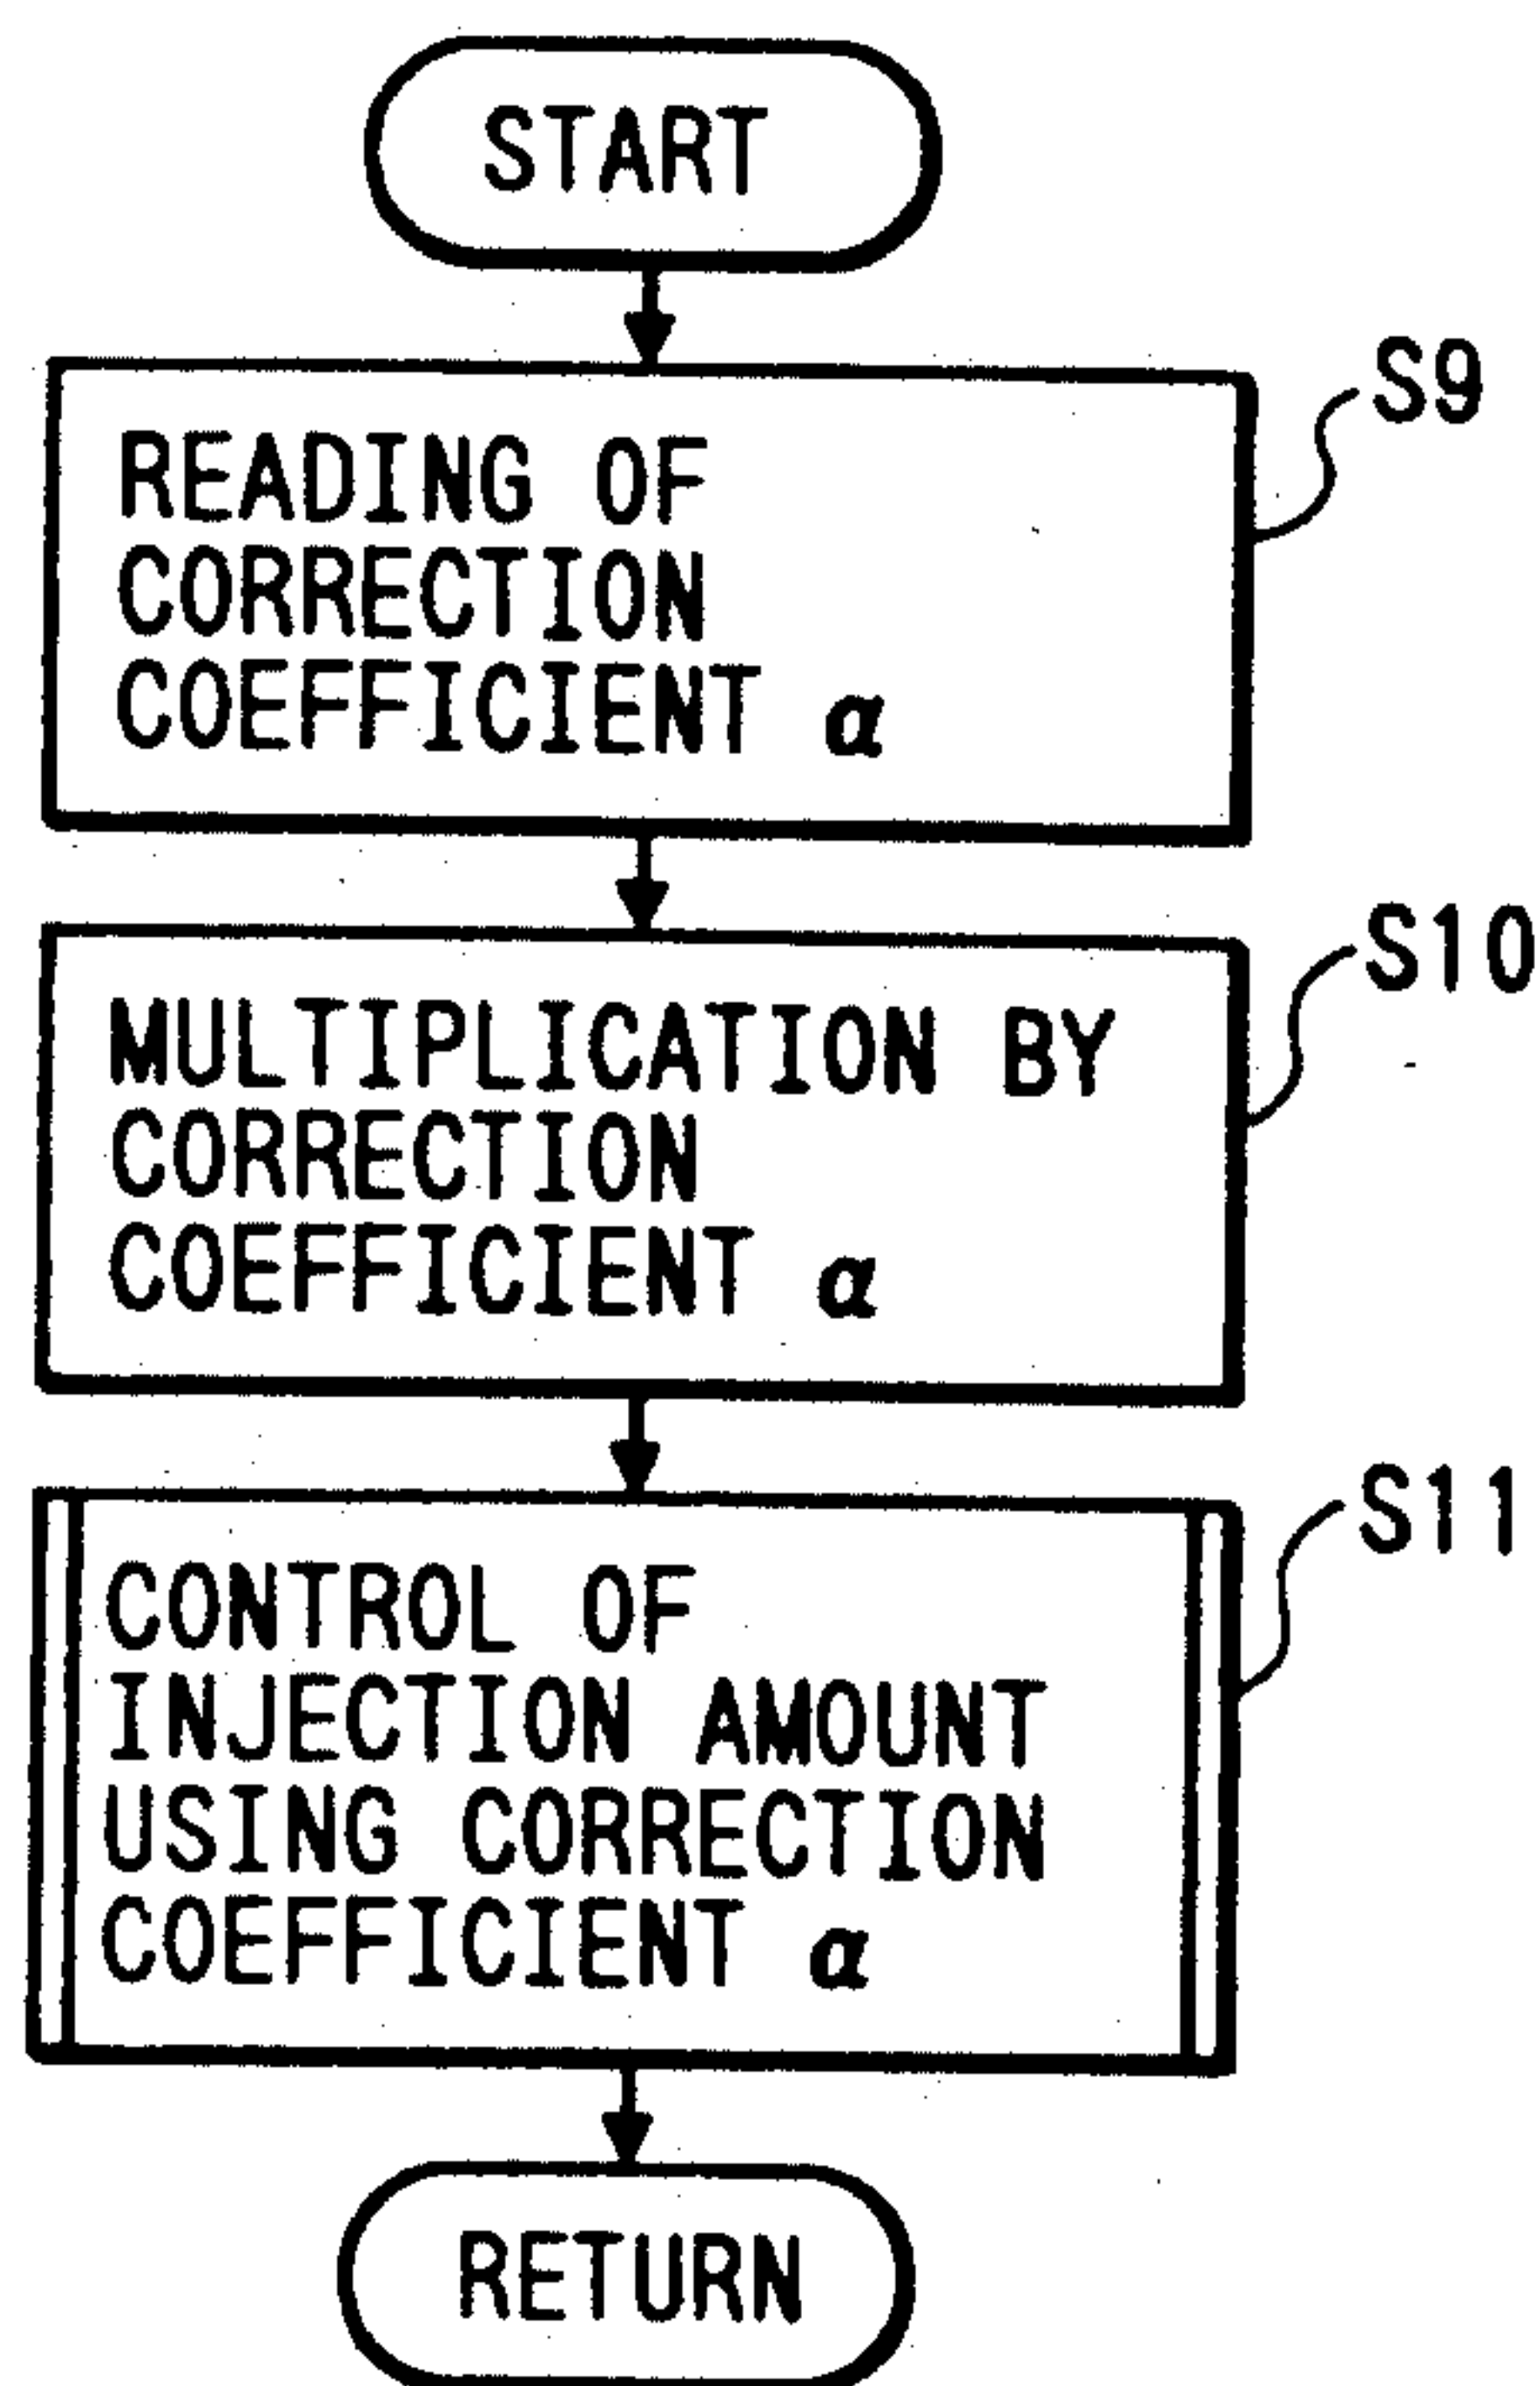 START
S9
READING OF
CORRECTION
COEFFICIENT α
S10
MULTIPLICATION BY
CORRECTION
COEFFICIENT α
S11
CONTROL OF
INJECTION AMOUNT
USING CORRECTION
COEFFICIENT α
RETURN